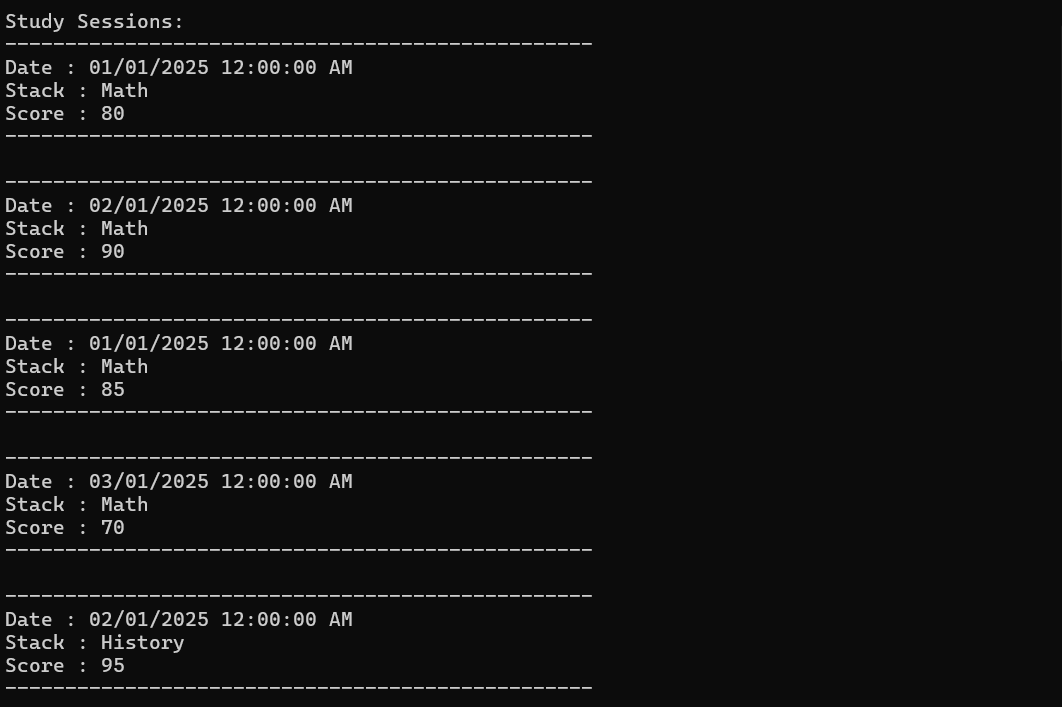 Study Sessions:
-------------------------------------------------
Date : 01/01/2025 12:00:00 AM
Stack : Math
Score : 80
-------------------------------------------------
-------------------------------------------------
Date : 02/01/2025 12:00:00 AM
Stack : Math
Score : 90
-------------------------------------------------
-------------------------------------------------
Date : 01/01/2025 12:00:00 AM
Stack : Math
Score : 85
-------------------------------------------------
-------------------------------------------------
Date : 03/01/2025 12:00:00 AM
Stack : Math
Score : 70
-------------------------------------------------
-------------------------------------------------
Date : 02/01/2025 12:00:00 AM
Stack : History
Score : 95
-------------------------------------------------